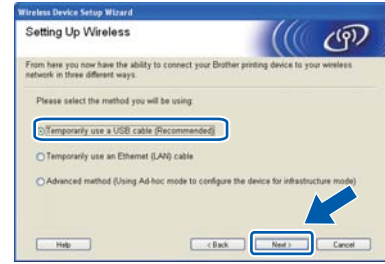 Wireless Device Setup Wizard
Setting Up Wireless
From here you now have the ability to connect your Brother printing device to your wireless
network in three different ways.
Please select the method you will be using:
Temporarily use a USB cable (Recommended)
Temporarily use an Ethernet (LAN) cable
Advanced method (Using Ad-hoc mode to configure the device for infrastructure mode)
Help
< Back
Next >
Cancel